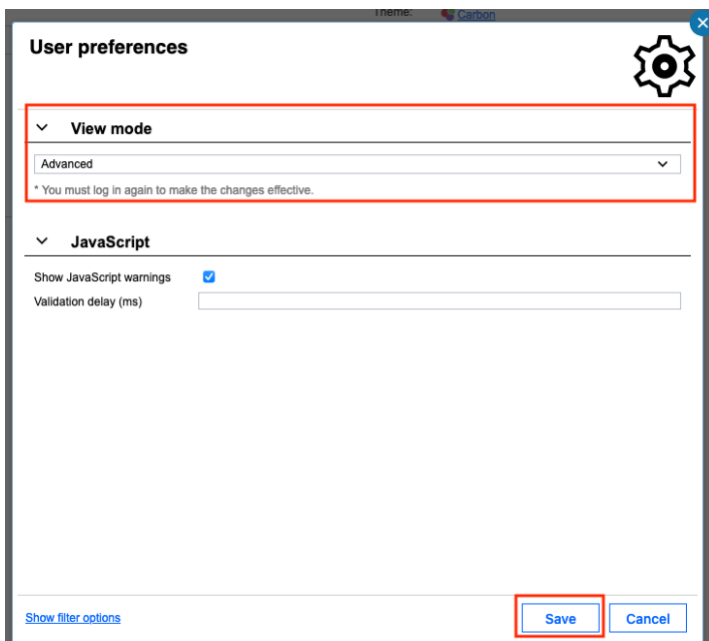 Theme: Carbon
User preferences
View mode
Advanced
* You must log in again to make the changes effective.
JavaScript
Show JavaScript warnings
Validation delay (ms)
Show filter options
Save
Cancel